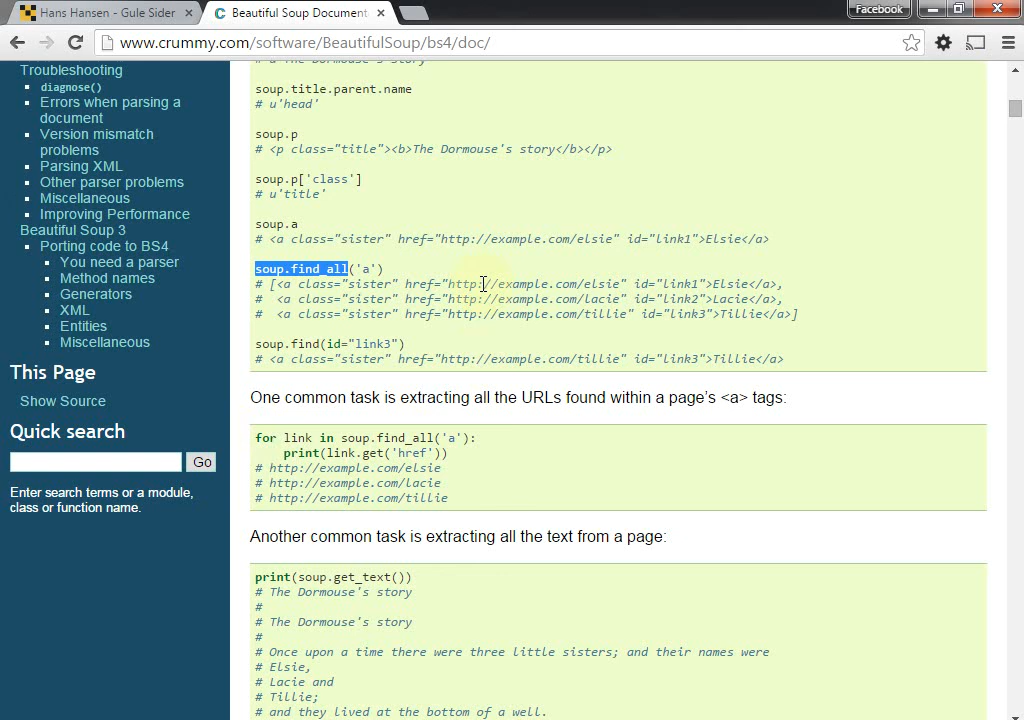 Hans Hansen - Gule Sider
Beautiful Soup Document
Facebook
www.crummy.com/software/BeautifulSoup/bs4/doc/
Troubleshooting
diagnose()
Errors when parsing a
document
Version mismatch
problems
Parsing XML
Other parser problems
Miscellaneous
Improving Performance
Beautiful Soup 3
Porting code to BS4
You need a parser
Method names
Generators
XML
Entities
Miscellaneous
This Page
Show Source
Quick search
Go
Enter search terms or a module,
class or function name.
# u'The Dormouse's story'
soup.title.parent.name
# u'head'
soup.p
# <p class="title"><b>The Dormouse's story</b></p>
soup.p['class']
# u'title'
soup.a
# <a class="sister" href="http://example.com/elsie" id="link1">Elsie</a>
soup.find_all('a')
# [<a class="sister" href="http://example.com/elsie" id="link1">Elsie</a>,
#  <a class="sister" href="http://example.com/lacie" id="link2">Lacie</a>,
#  <a class="sister" href="http://example.com/tillie" id="link3">Tillie</a>]
soup.find(id="link3")
# <a class="sister" href="http://example.com/tillie" id="link3">Tillie</a>
One common task is extracting all the URLs found within a page’s <a> tags:
for link in soup.find_all('a'):
    print(link.get('href'))
# http://example.com/elsie
# http://example.com/lacie
# http://example.com/tillie
Another common task is extracting all the text from a page:
print(soup.get_text())
# The Dormouse's story
#
# The Dormouse's story
#
# Once upon a time there were three little sisters; and their names were
# Elsie,
# Lacie and
# Tillie;
# and they lived at the bottom of a well.